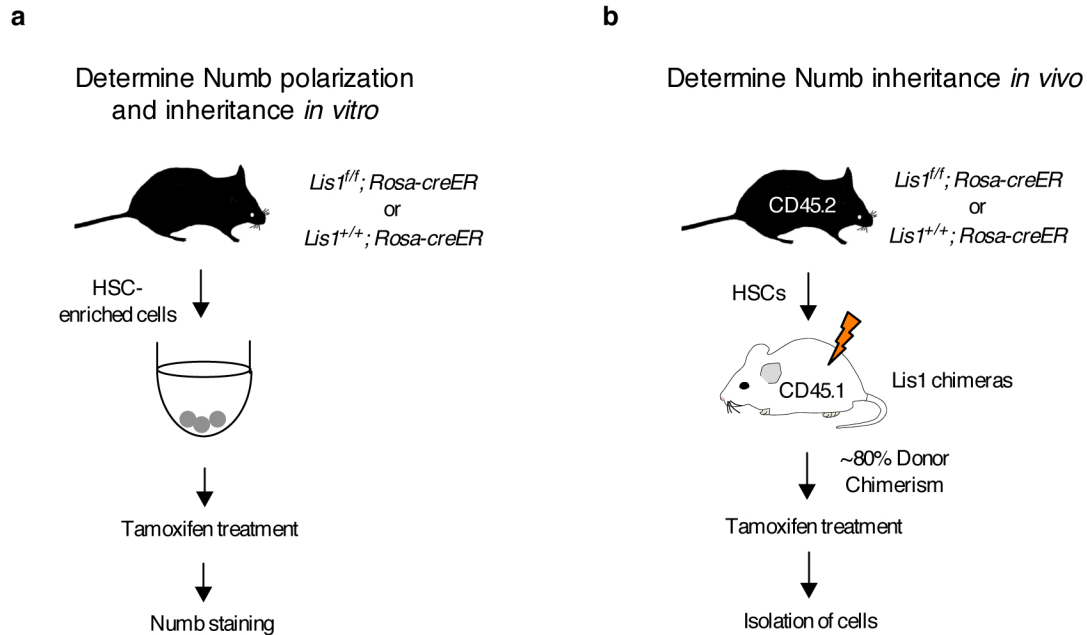 a
Determine Numb polarization
and inheritance in vitro
Lis1f/f; Rosa-creER
or
Lis1+/+; Rosa-creER
HSC-
enriched cells
Tamoxifen treatment
Numb staining
b
Determine Numb inheritance in vivo
CD45.2
Lis1f/f; Rosa-creER
or
Lis1+/+; Rosa-creER
HSCs
CD45.1
Lis1 chimeras
~80% Donor
Chimerism
Tamoxifen treatment
Isolation of cells